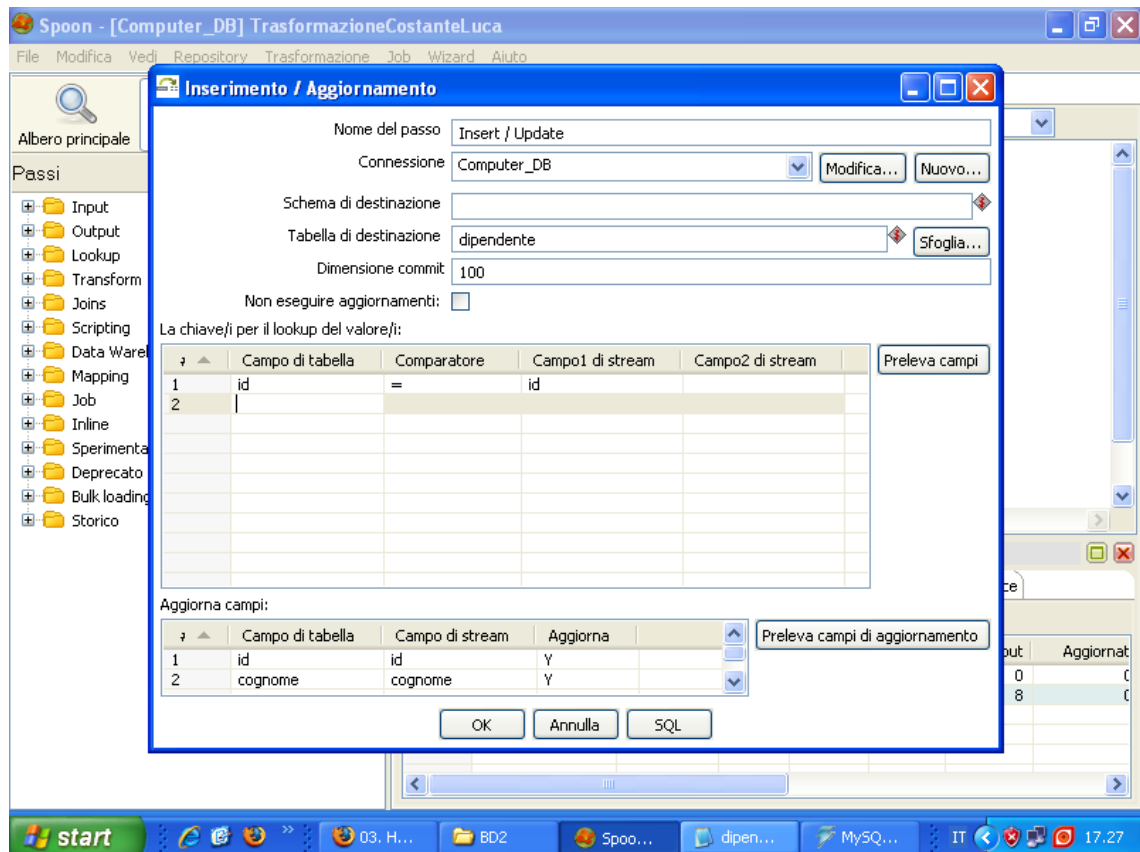 Spoon - [Computer_DB] TrasformazioneCostanteLuca
File Modifica Vedi Repository Trasformazione Job Wizard Aiuto
Albero principale
Passi
Input
Output
Lookup
Transform
Joins
Scripting
Data Warel
Mapping
Job
Inline
Sperimenta
Deprecato
Bulk loading
Storico
Inserimento / Aggiornamento
Nome del passo Insert / Update
Connessione Computer_DB Modifica... Nuovo...
Schema di destinazione
Tabella di destinazione dipendente Sfoglia...
Dimensione commit 100
Non eseguire aggiornamenti:
La chiave/i per il lookup del valore/i:
Campo di tabella Comparatore Campo1 di stream Campo2 di stream Preleva campi
1 id = id
2
Aggiorna campi:
Campo di tabella Campo di stream Aggiorna Preleva campi di aggiornamento
1 id id Y
2 cognome cognome Y
OK Annulla SQL
ce
out Aggiornat
0 0
8 0
start 03. H... BD2 Spoo... dipen... MySQ... IT 17.27